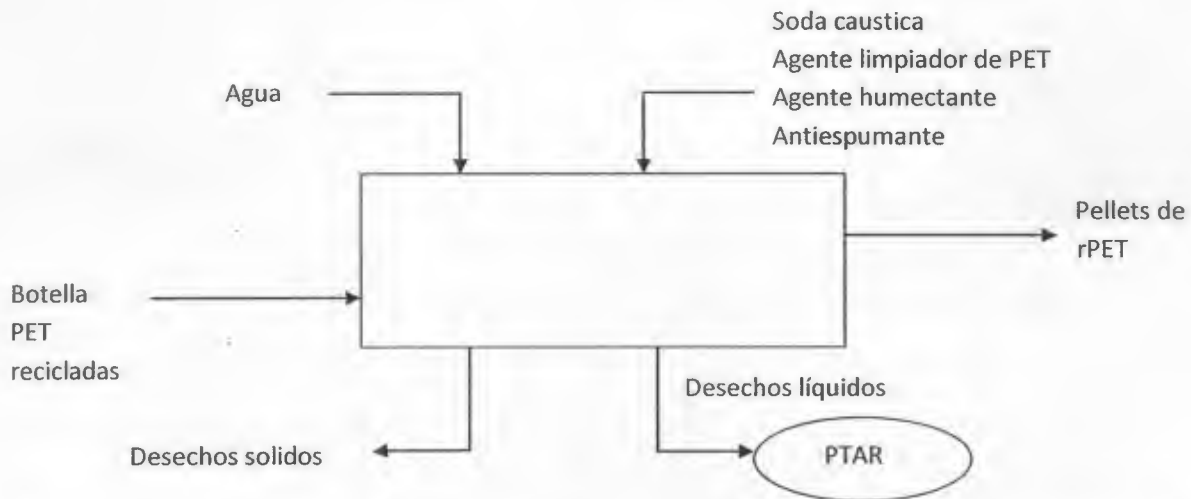 Soda caustica
Agente limpiador de PET
Agua
Agente humectante
Antiespumante
Pellets de
rPET
Botella
PET
recicladas
Desechos líquidos
Desechos solidos
PTAR